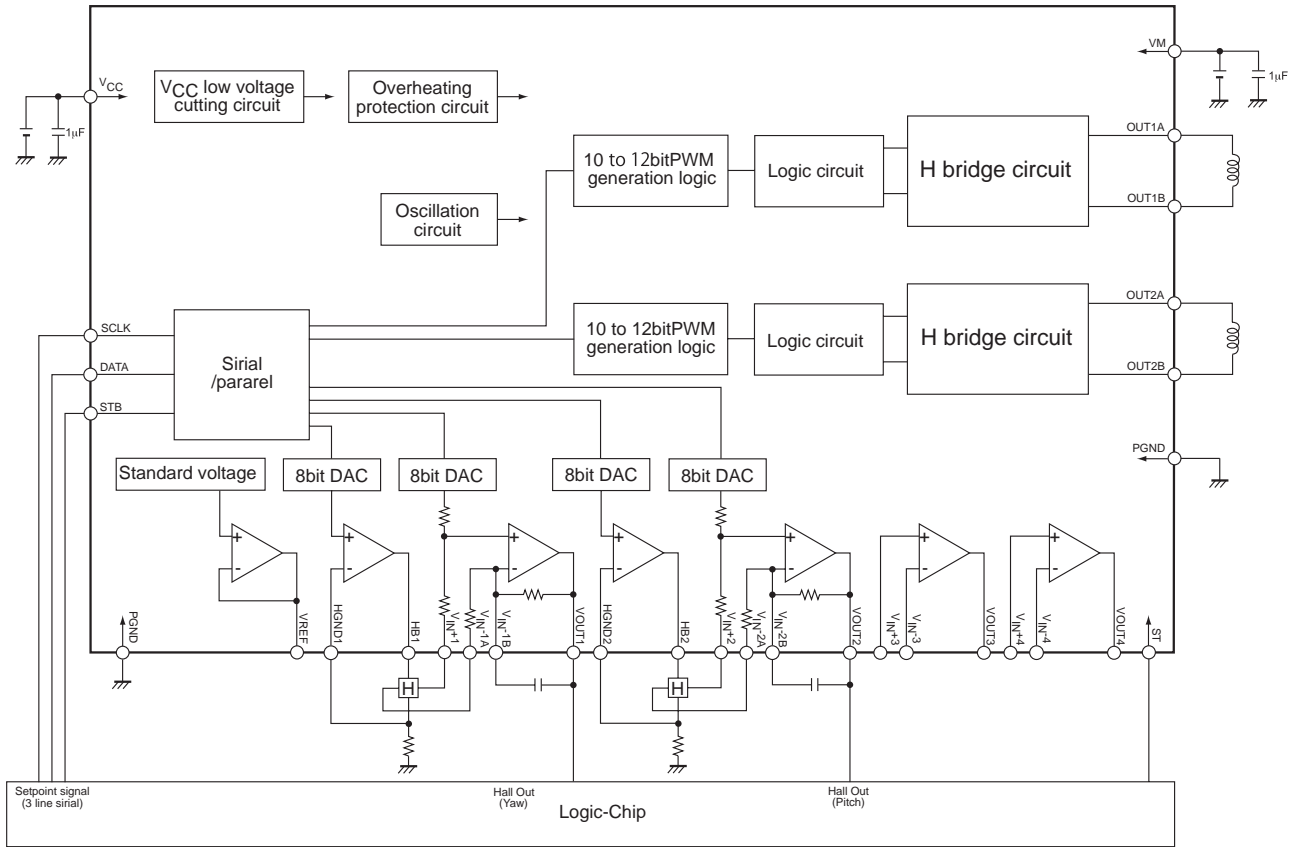 VCC
1μF
VCC low voltage
cutting circuit
Overheating
protection circuit
VM
1μF
10 to 12bitPWM
generation logic
Logic circuit
H bridge circuit
OUT1A
OUT1B
Oscillation
circuit
SCLK
DATA
STB
Sirial
/pararel
10 to 12bitPWM
generation logic
Logic circuit
H bridge circuit
OUT2A
OUT2B
PGND
Standard voltage
8bit DAC
8bit DAC
8bit DAC
8bit DAC
+
-
+
-
+
-
+
-
+
-
+
-
+
-
PGND
VREF
HGND1
HB1
VIN+1
VIN-1A
VIN-1B
VOUT1
HGND2
HB2
VIN+2
VIN-2A
VIN-2B
VOUT2
VIN+3
VIN-3
VOUT3
VIN+4
VIN-4
VOUT4
ST
H
H
Setpoint signal
(3 line sirial)
Hall Out
(Yaw)
Hall Out
(Pitch)
Logic-Chip